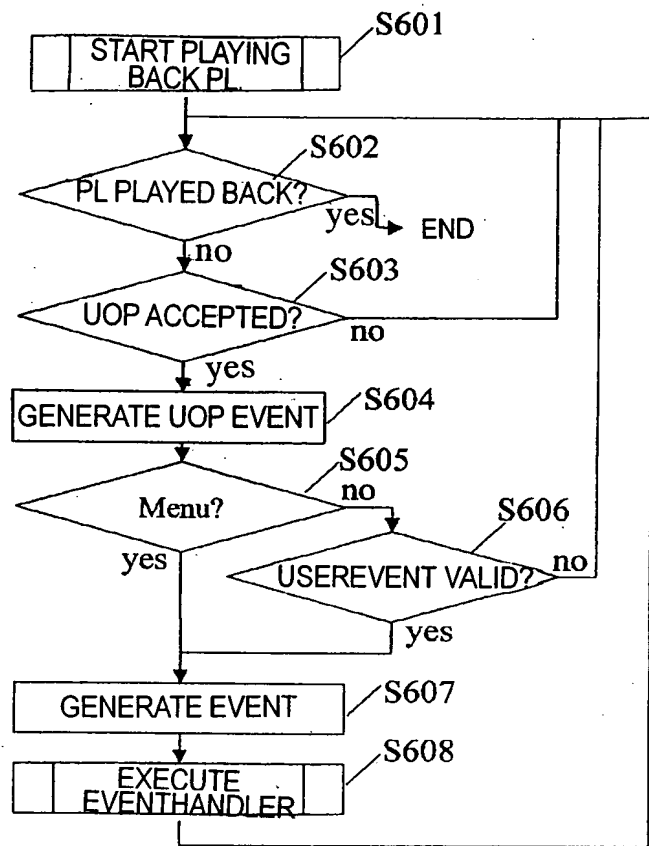 S601
START PLAYING
BACK PL.
S602
PL PLAYED BACK?
yes
END
no
S603
UOP ACCEPTED?
no
yes
GENERATE UOP EVENT
S604
S605
Menu?
no
yes
S606
USEREVENT VALID?
no
yes
GENERATE EVENT
S607
EXECUTE
EVENTHANDLER
S608